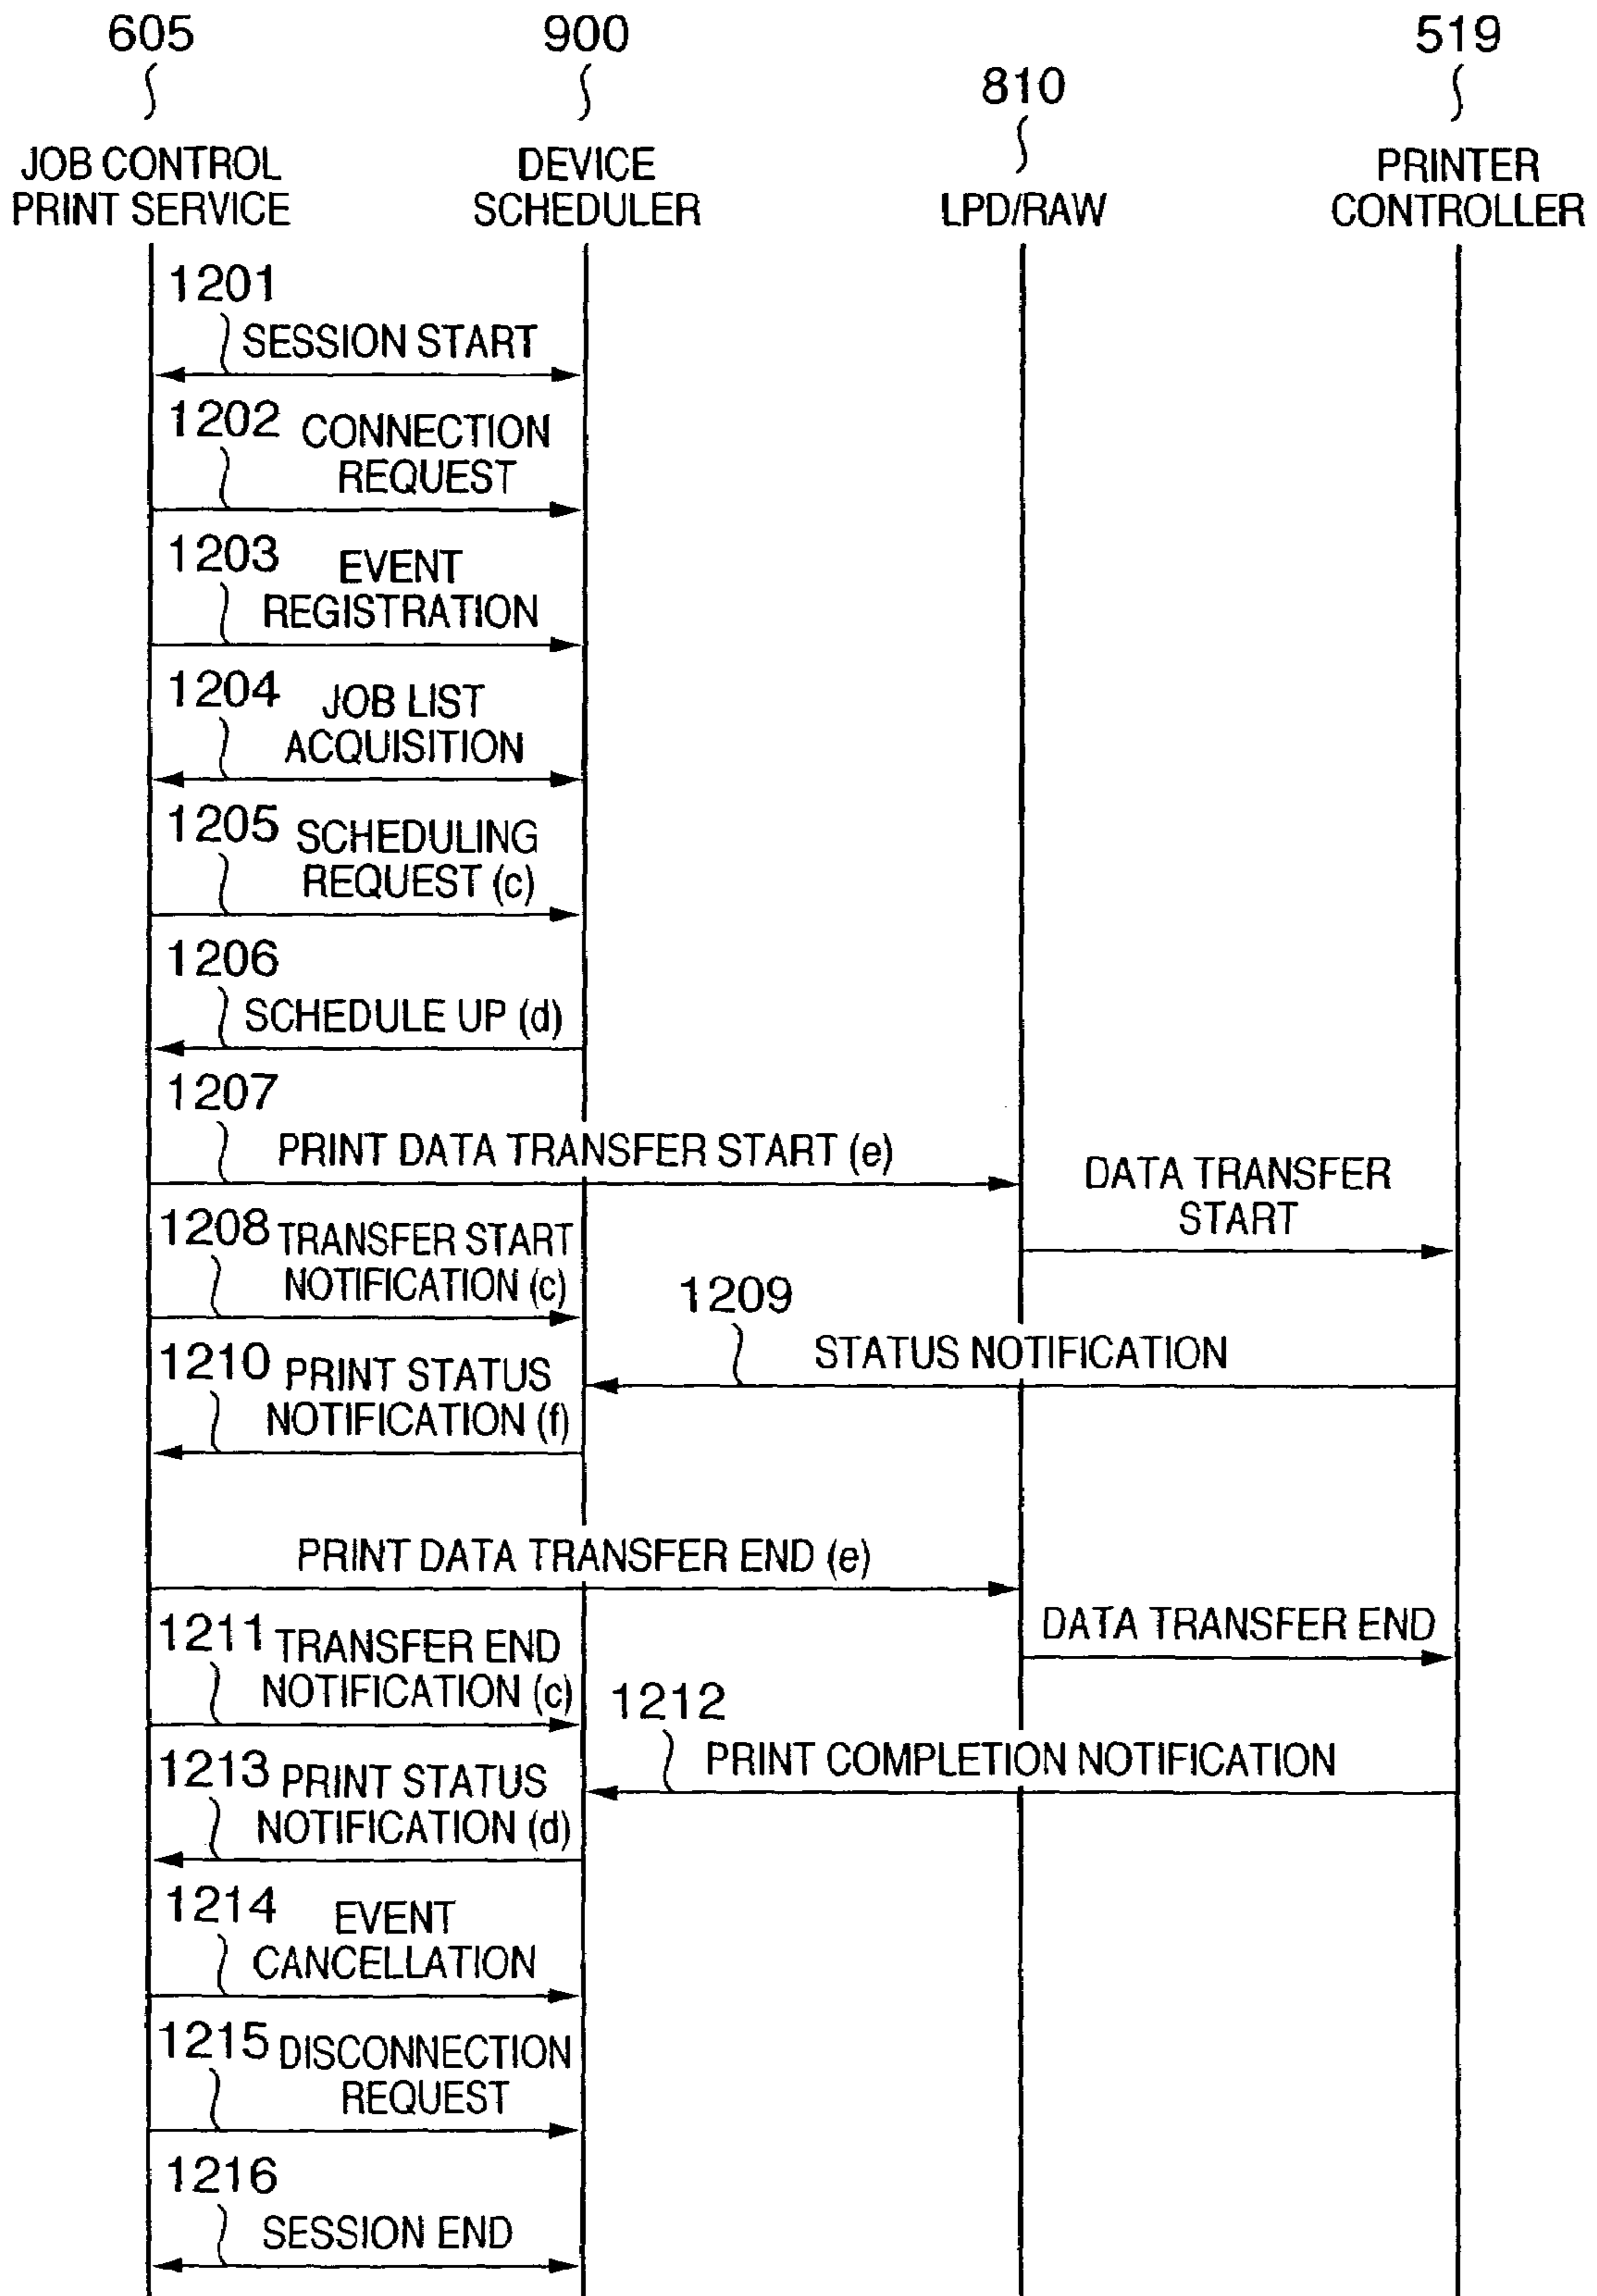 605
900
519
810
JOB CONTROL
PRINT SERVICE
DEVICE
SCHEDULER
LPD/RAW
PRINTER
CONTROLLER
1201
SESSION START
1202
CONNECTION
REQUEST
1203
EVENT
REGISTRATION
1204
JOB LIST
ACQUISITION
1205
SCHEDULING
REQUEST (c)
1206
SCHEDULE UP (d)
1207
PRINT DATA TRANSFER START (e)
DATA TRANSFER
START
1208
TRANSFER START
NOTIFICATION (c)
1209
STATUS NOTIFICATION
1210
PRINT STATUS
NOTIFICATION (f)
PRINT DATA TRANSFER END (e)
DATA TRANSFER END
1211
TRANSFER END
NOTIFICATION (c)
1212
PRINT COMPLETION NOTIFICATION
1213
PRINT STATUS
NOTIFICATION (d)
1214
EVENT
CANCELLATION
1215
DISCONNECTION
REQUEST
1216
SESSION END